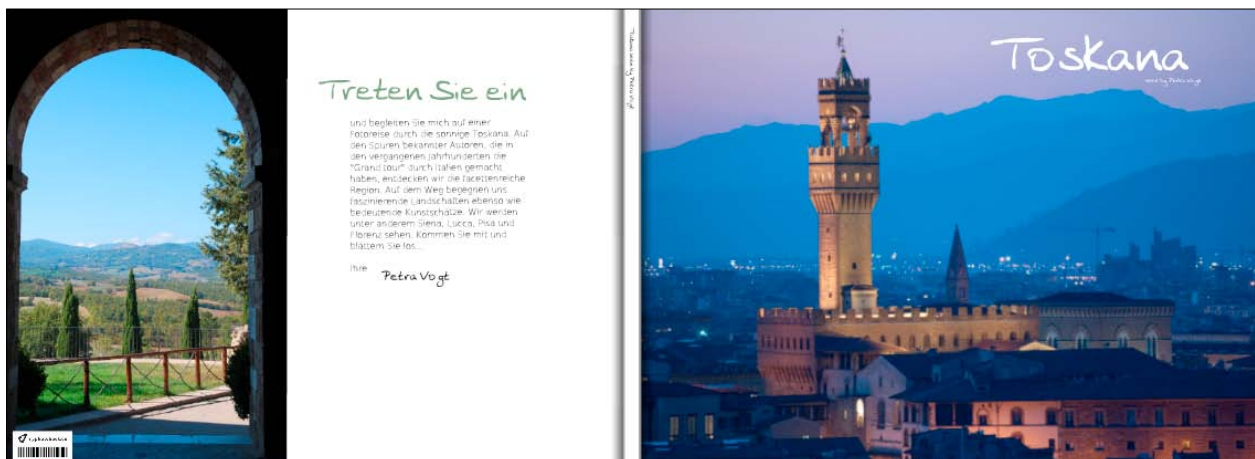 Treten Sie ein
und begleiten Sie mich auf einer
Fotoreise durch die sonnige Toskana. Auf
den Spuren bekannter Autoren, die in
den vergangenen Jahrhunderten die
"Grand tour" durch Italien gemacht
haben, entdecken wir die facettenreiche
Region. Auf dem Weg begegnen uns
faszinierende Landschaften ebenso wie
bedeutende Kunstschätze. Wir werden
unter anderem Siena, Lucca, Pisa und
Florenz sehen. Kommen Sie mit und
blättern Sie los...
Ihre
Petra Vogt
Toskana
by Petra Vogt